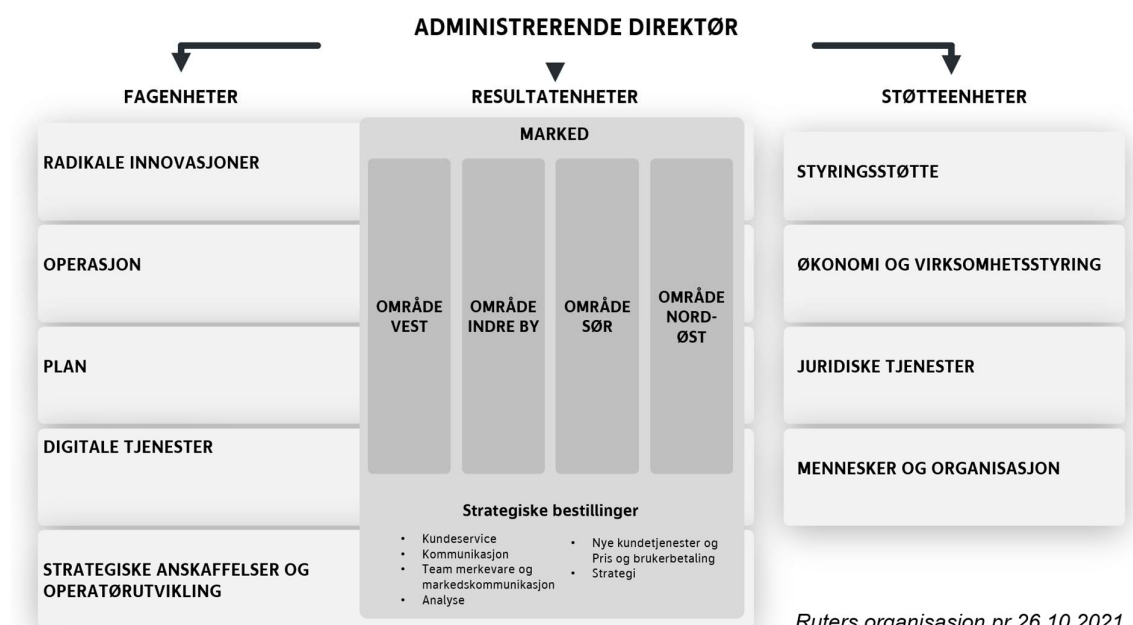 ADMINISTRERENDE DIREKTØR
FAGENHETER
RADIKALE INNOVASJONER
OPERASJON
PLAN
DIGITALE TJENESTER
STRATEGISKE ANSKAFFELSER OG
OPERATØRUTVIKLING
RESULTATENHETER
MARKED
OMRÅDE
VEST
OMRÅDE
INDRE BY
OMRÅDE
SØR
OMRÅDE
NORD-
ØST
Strategiske bestillinger
• Kundeservice
• Kommunikasjon
• Team merkevare og
markedskommunikasjon
• Analyse
• Nye kundetjenester og
Pris og brukerbetaling
• Strategi
STØTTEENHETER
STYRINGSSTØTTE
ØKONOMI OG VIRKSOMHETSSTYRING
JURIDISKE TJENESTER
MENNESKER OG ORGANISASJON
Ruters organisasjon pr 26.10.2021